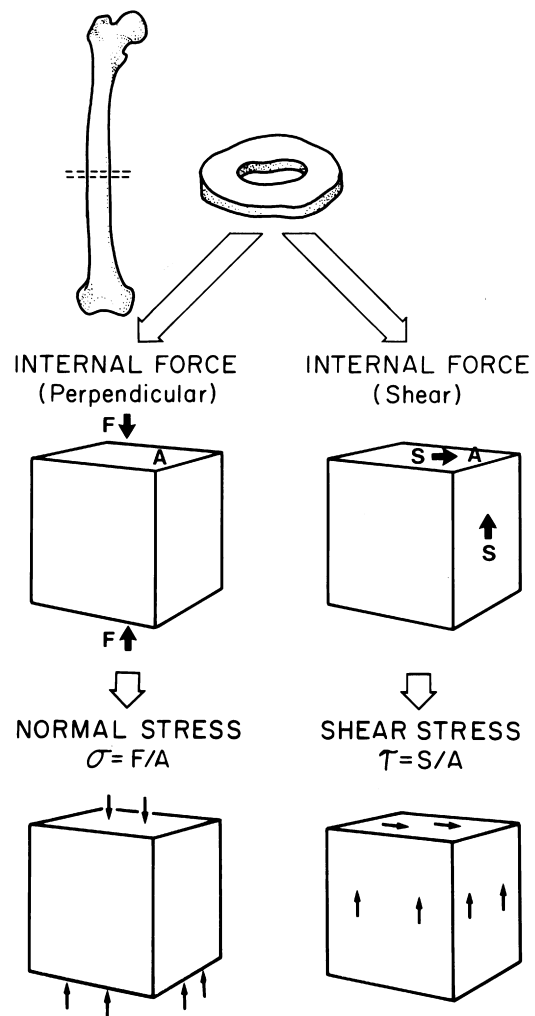 INTERNAL FORCE
(Perpendicular)
F
A
F
NORMAL STRESS
σ = F/A
INTERNAL FORCE
(Shear)
S
A
S
SHEAR STRESS
τ = S/A